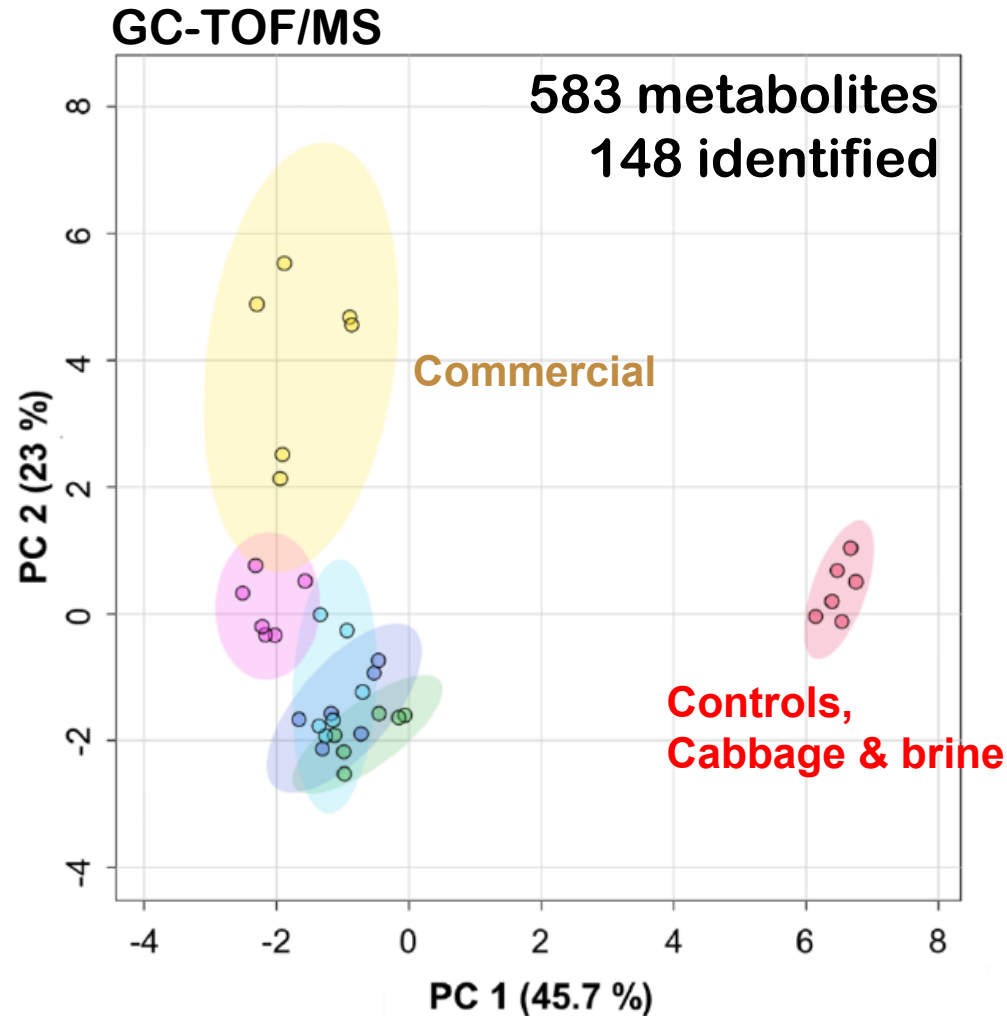 GC-TOF/MS
583 metabolites
148 identified
8
6
4
2
0
-2
-4
PC 2 (23 %)
Commercial
Controls,
Cabbage & brine
-4
-2
0
2
4
6
8
PC 1 (45.7 %)